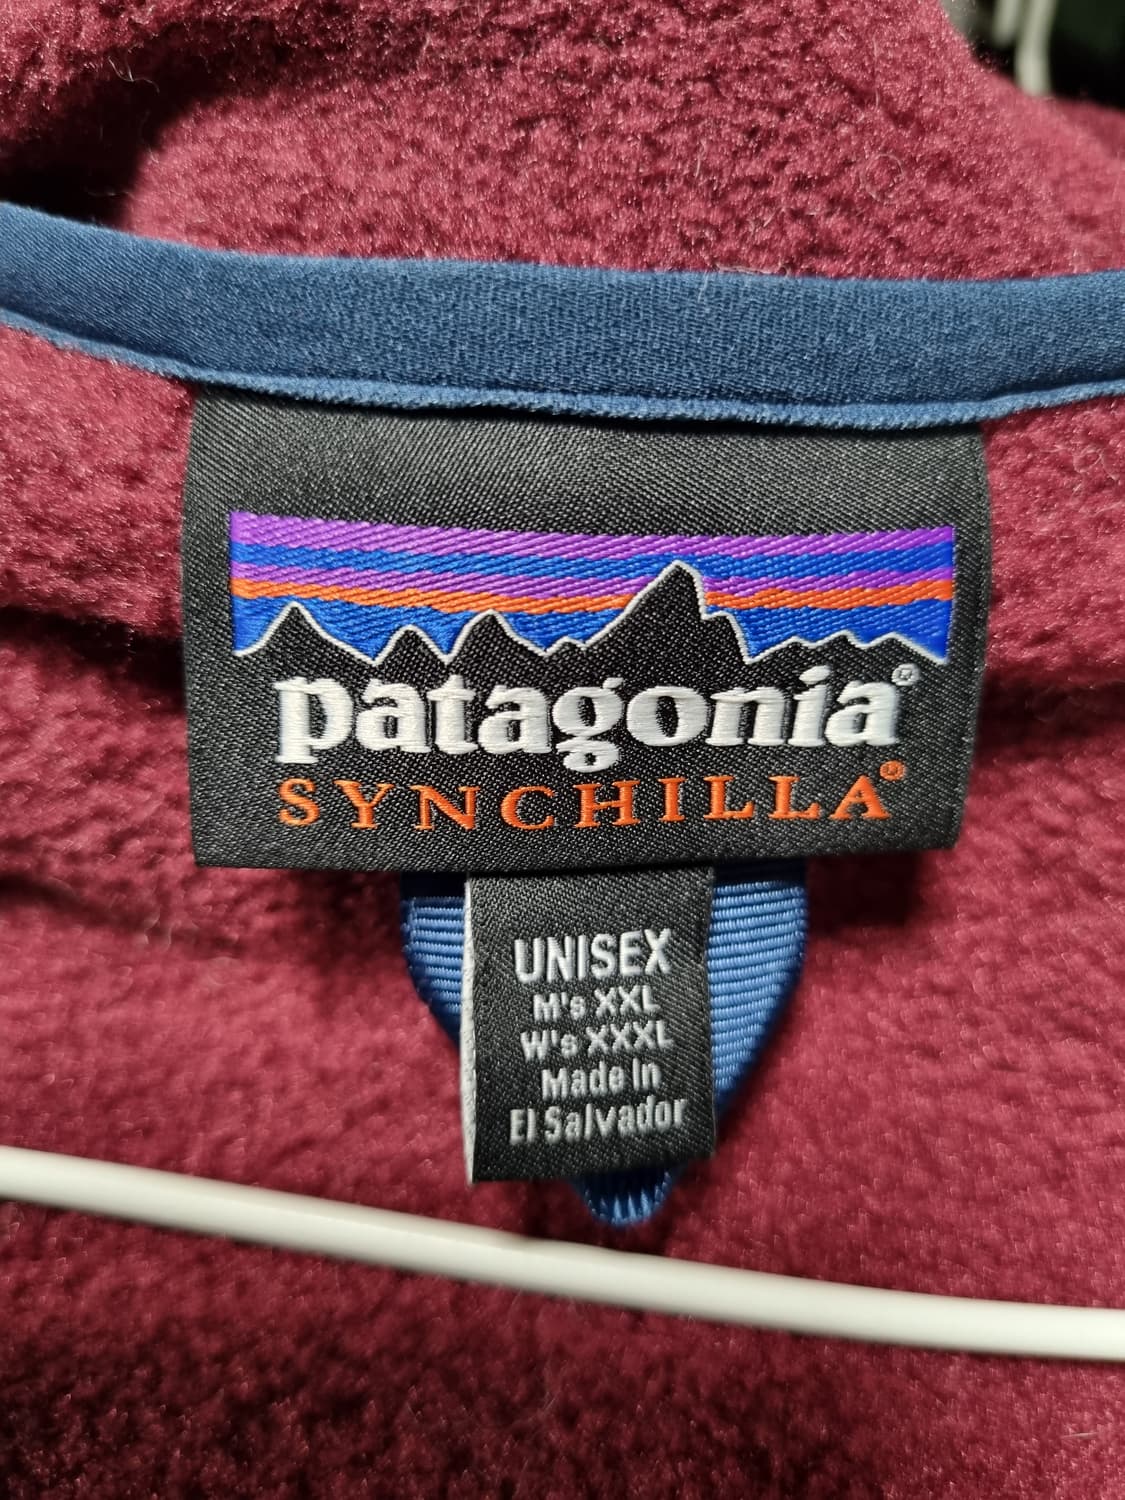 patagonia®
SYNCHILLA®
UNISEX
M's XXL
W's XXXL
Made In
El Salvador